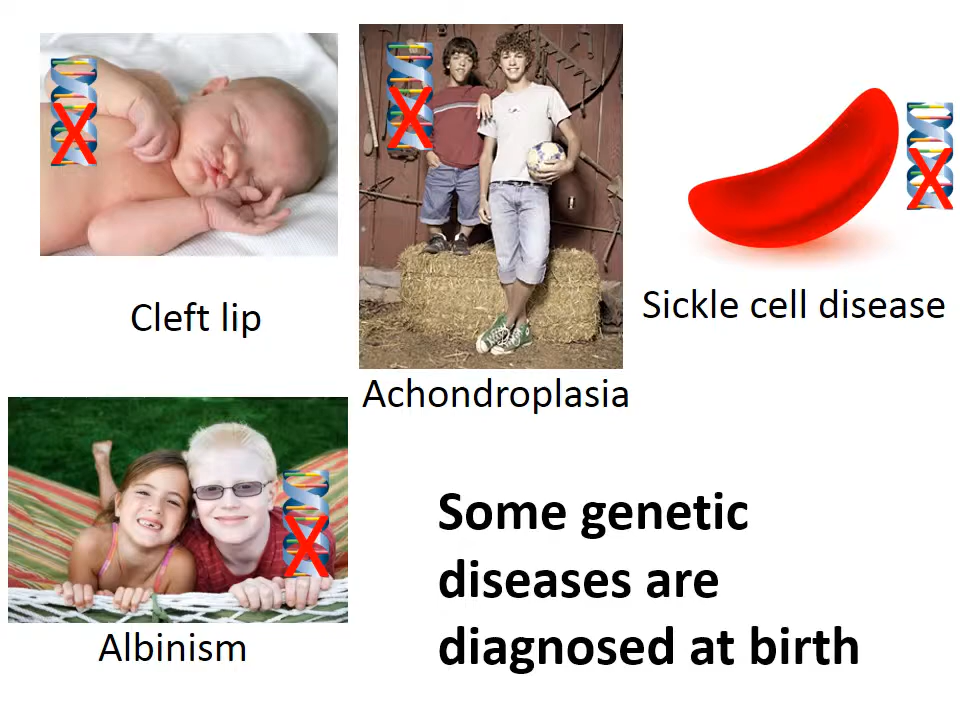 Cleft lip
Achondroplasia
Sickle cell disease
Albinism
Some genetic
diseases are
diagnosed at birth